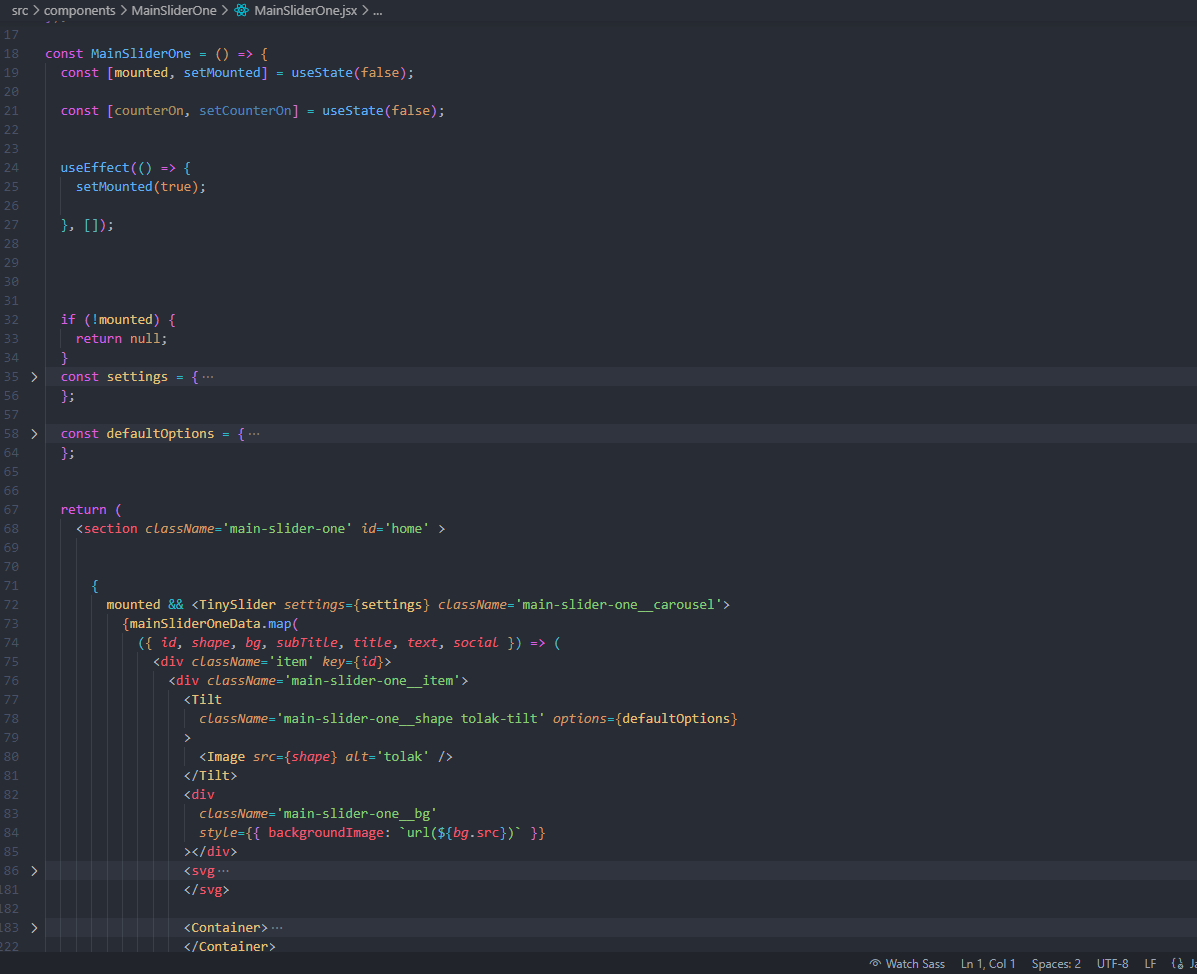 src > components > MainSliderOne > MainSliderOne.jsx > ...
17
18 const MainSliderOne = () => {
19 const [mounted, setMounted] = useState(false);
20
21 const [counterOn, setCounterOn] = useState(false);
22
23
24 useEffect(() => {
25 setMounted(true);
26
27 }, []);
28
29
30
31
32 if (!mounted) {
33 return null;
34 }
35 > const settings = { ···
56 };
57
58 > const defaultOptions = { ···
64 };
65
66
67 return (
68 <section className='main-slider-one' id='home' >
69
70
71 {
72 mounted && <TinySlider settings={settings} className='main-slider-one__carousel'>
73 {mainSliderOneData.map(
74 ({ id, shape, bg, subTitle, title, text, social }) => (
75 <div className='item' key={id}>
76 <div className='main-slider-one__item'>
77 <Tilt
78 className='main-slider-one__shape tolak-tilt' options={defaultOptions}
79 >
80 <Image src={shape} alt='tolak' />
81 </Tilt>
82 <div
83 className='main-slider-one__bg'
84 style={{ backgroundImage: `url(${bg.src})` }}
85 ></div>
86 > <svg ···
181 </svg>
182
183 > <Container> ···
222 </Container>
Watch Sass Ln 1, Col 1 Spaces: 2 UTF-8 LF {}